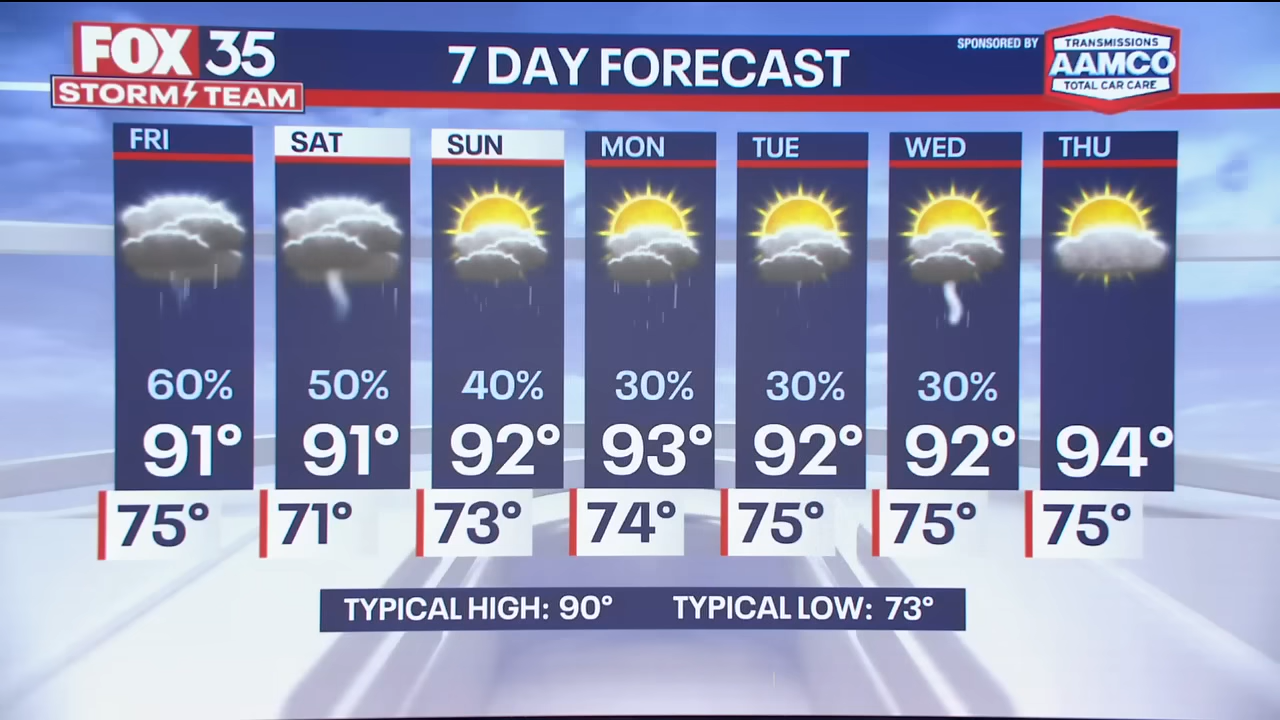 FOX 35
STORM TEAM
7 DAY FORECAST
SPONSORED BY
TRANSMISSIONS
AAMCO
TOTAL CAR CARE
FRI SAT SUN MON TUE WED THU
60% 50% 40% 30% 30% 30%
91° 91° 92° 93° 92° 92° 94°
75° 71° 73° 74° 75° 75° 75°
TYPICAL HIGH: 90° TYPICAL LOW: 73°